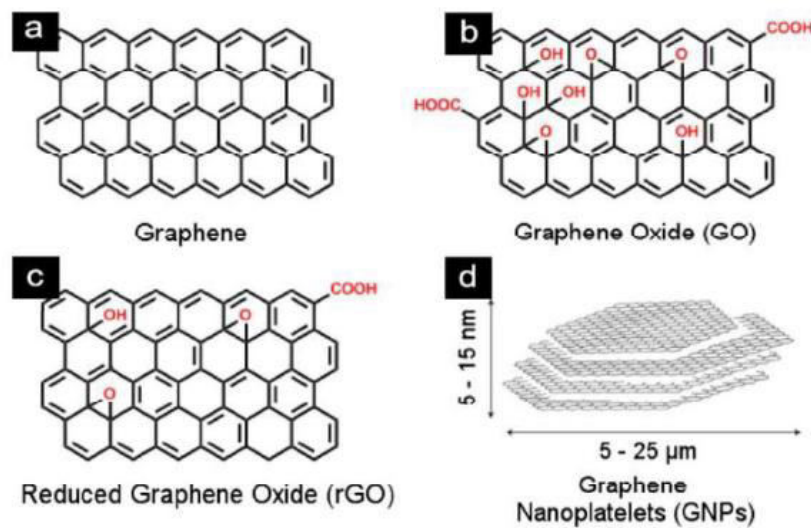 a
Graphene
b
COOH
OH
O
O
OH
OH
HOOC
O
OH
Graphene Oxide (GO)
c
COOH
OH
O
O
Reduced Graphene Oxide (rGO)
d
5 - 15 nm
5 - 25 µm
Graphene
Nanoplatelets (GNPs)